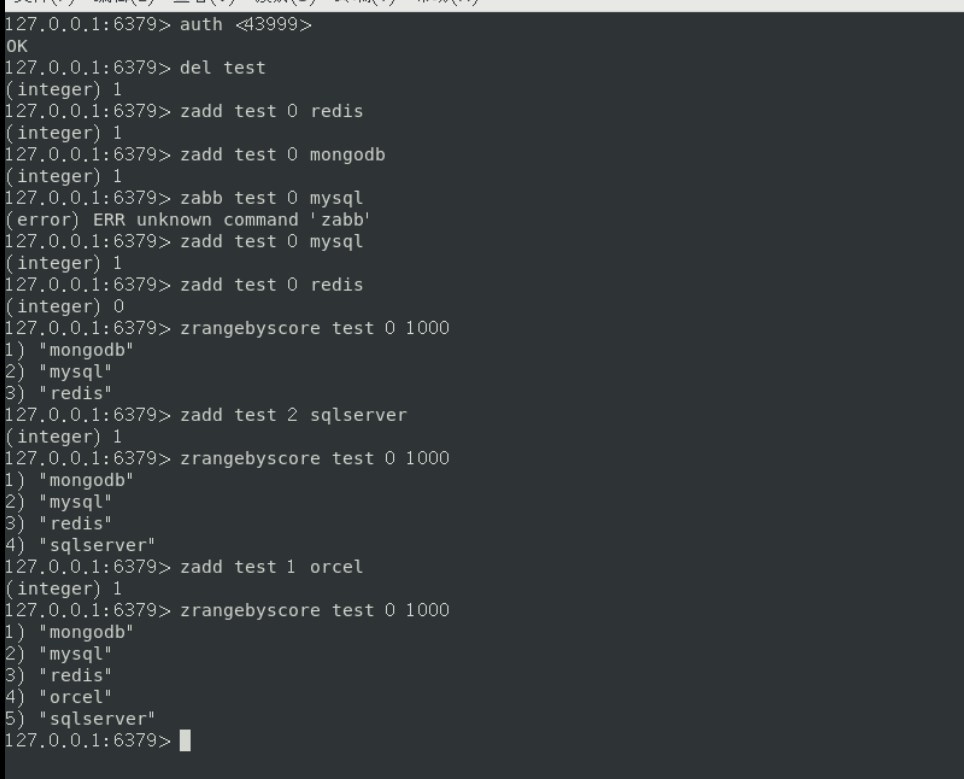 127.0.0.1:6379> auth <43999>
OK
127.0.0.1:6379> del test
(integer) 1
127.0.0.1:6379> zadd test 0 redis
(integer) 1
127.0.0.1:6379> zadd test 0 mongodb
(integer) 1
127.0.0.1:6379> zabb test 0 mysql
(error) ERR unknown command 'zabb'
127.0.0.1:6379> zadd test 0 mysql
(integer) 1
127.0.0.1:6379> zadd test 0 redis
(integer) 0
127.0.0.1:6379> zrangebyscore test 0 1000
1) "mongodb"
2) "mysql"
3) "redis"
127.0.0.1:6379> zadd test 2 sqlserver
(integer) 1
127.0.0.1:6379> zrangebyscore test 0 1000
1) "mongodb"
2) "mysql"
3) "redis"
4) "sqlserver"
127.0.0.1:6379> zadd test 1 orcel
(integer) 1
127.0.0.1:6379> zrangebyscore test 0 1000
1) "mongodb"
2) "mysql"
3) "redis"
4) "orcel"
5) "sqlserver"
127.0.0.1:6379>